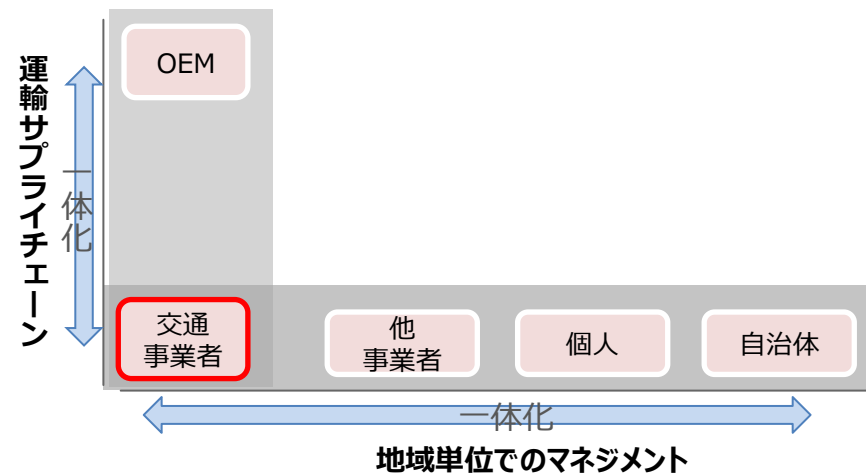 運輸サプライチェーン
一体化
OEM
交通
事業者
他
事業者
個人
自治体
一体化
地域単位でのマネジメント